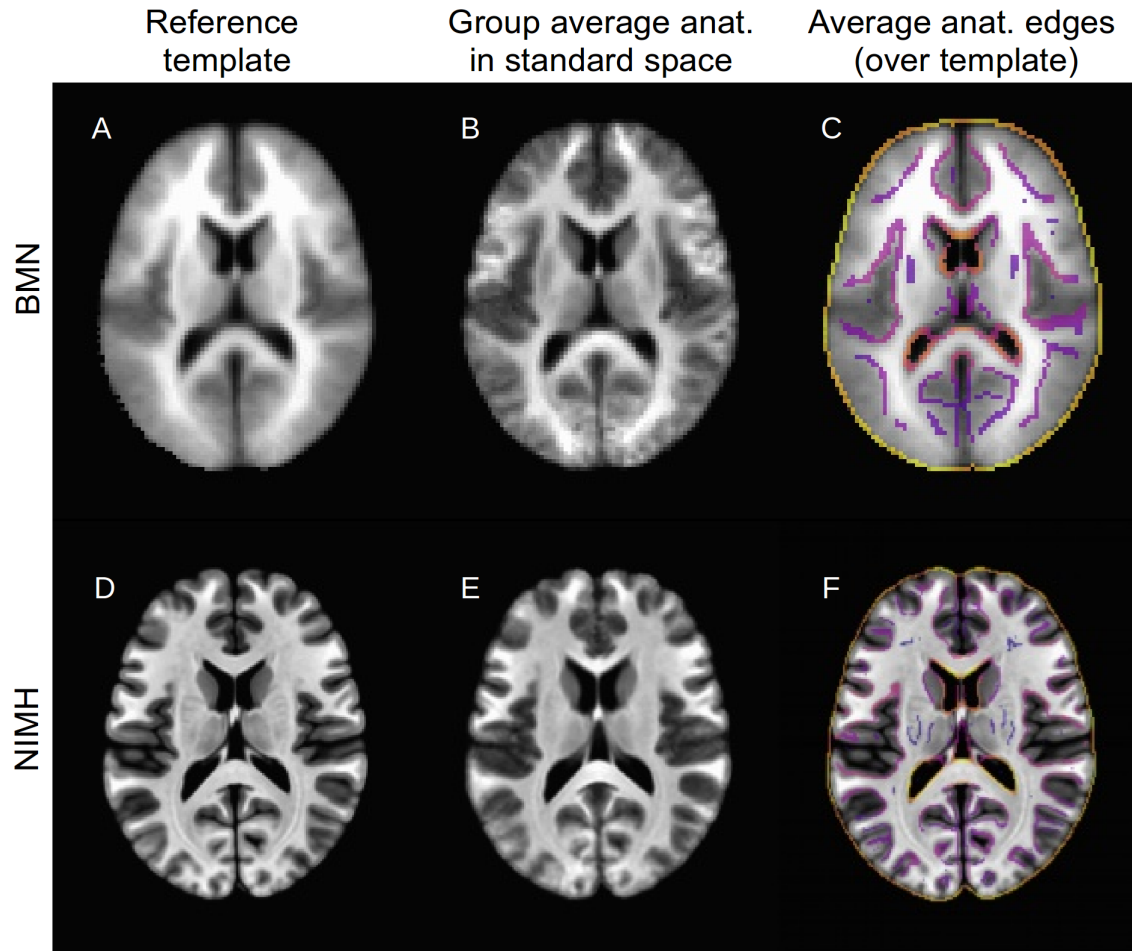 Reference
template
Group average anat.
in standard space
Average anat. edges
(over template)
BMN
A
B
C
NIMH
D
E
F